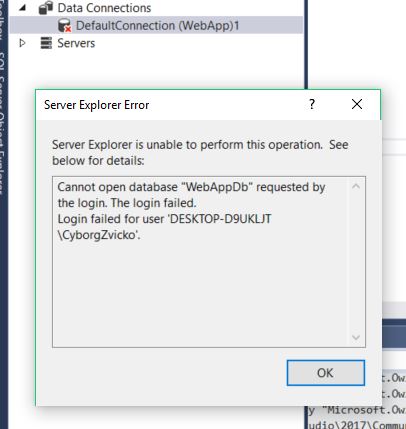 Data Connections
DefaultConnection (WebApp)1
Servers
Toolbox
SQL Server Object Explorer
Server Explorer Error
?
Server Explorer is unable to perform this operation. See
below for details:
Cannot open database "WebAppDb" requested by
the login. The login failed.
Login failed for user 'DESKTOP-D9UKLJT
\CyborgZvicko'.
OK
t.Ow
t.Ow
y "Microsoft.Ow
udio\2017\Commu